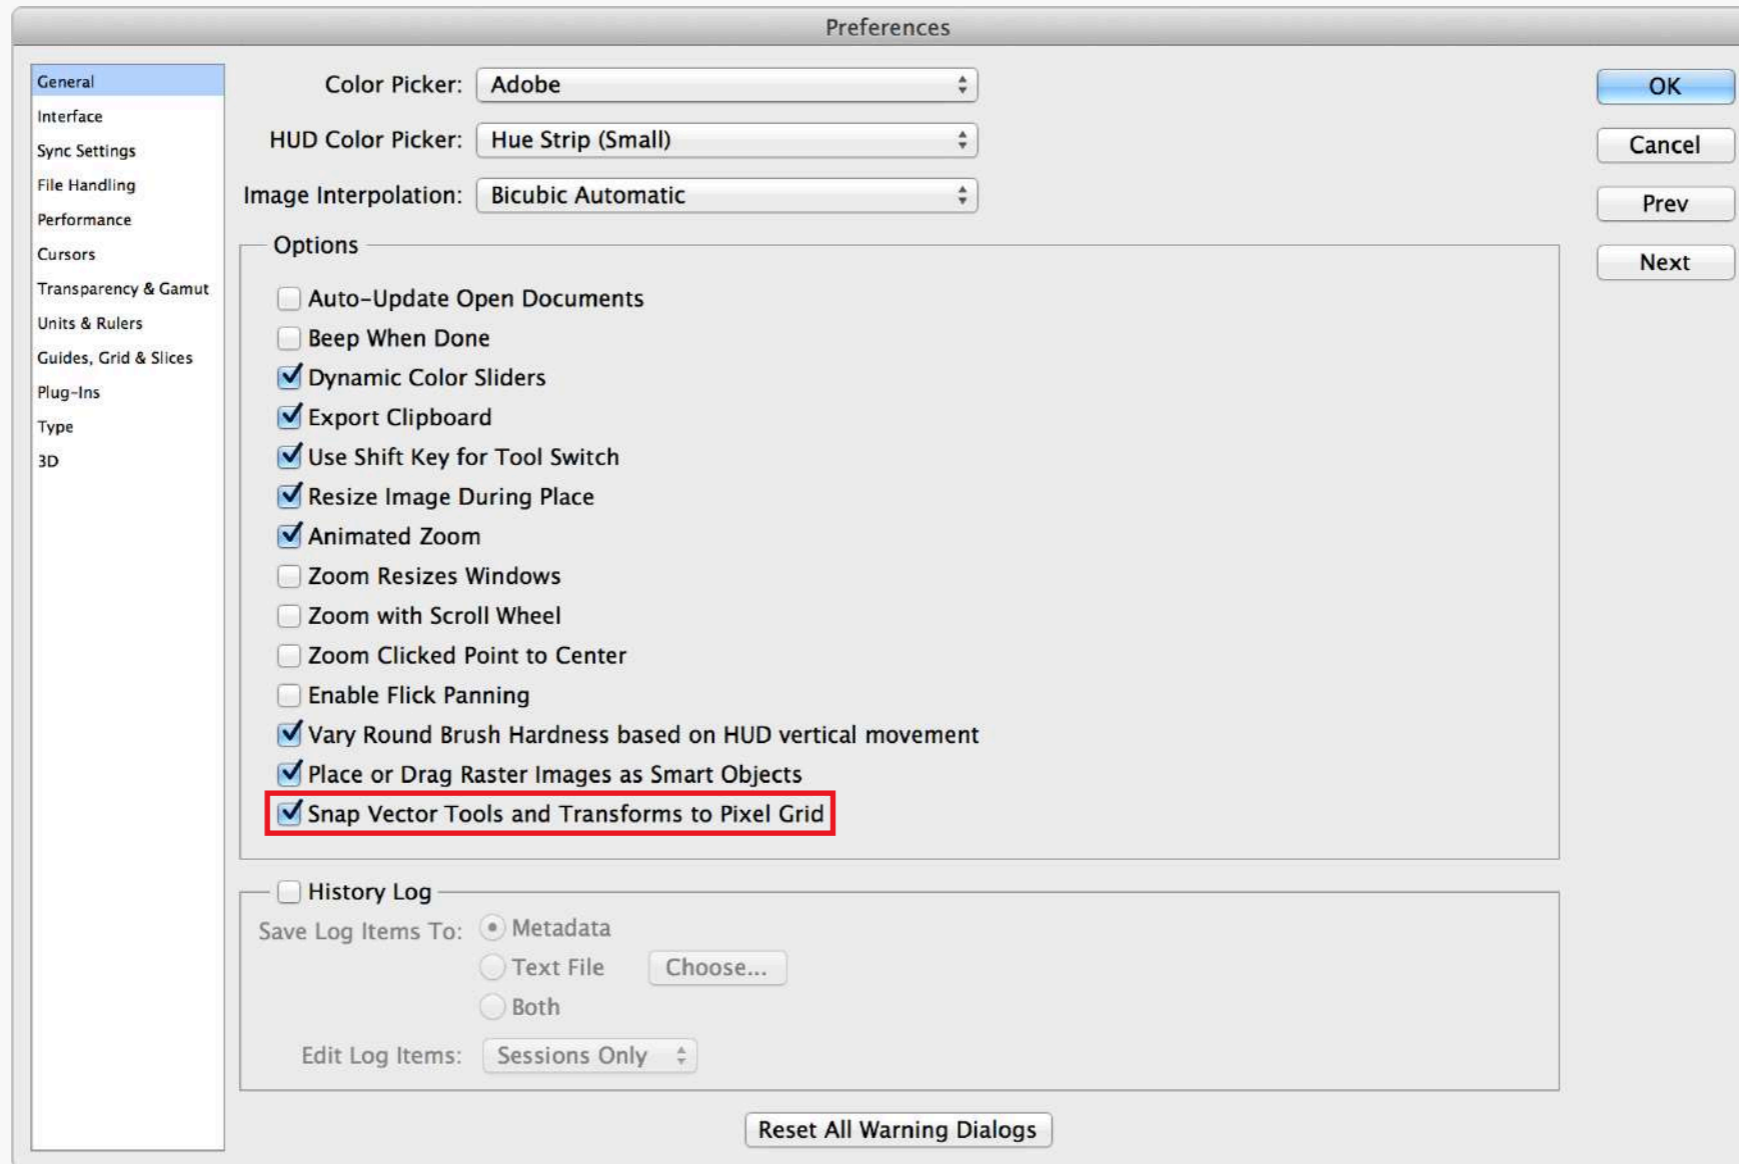 Preferences
General
Interface
Sync Settings
File Handling
Performance
Cursors
Transparency & Gamut
Units & Rulers
Guides, Grid & Slices
Plug-Ins
Type
3D
Color Picker: Adobe
HUD Color Picker: Hue Strip (Small)
Image Interpolation: Bicubic Automatic
Options
Auto-Update Open Documents
Beep When Done
Dynamic Color Sliders
Export Clipboard
Use Shift Key for Tool Switch
Resize Image During Place
Animated Zoom
Zoom Resizes Windows
Zoom with Scroll Wheel
Zoom Clicked Point to Center
Enable Flick Panning
Vary Round Brush Hardness based on HUD vertical movement
Place or Drag Raster Images as Smart Objects
Snap Vector Tools and Transforms to Pixel Grid
History Log
Save Log Items To: Metadata
Text File Choose...
Both
Edit Log Items: Sessions Only
Reset All Warning Dialogs
OK
Cancel
Prev
Next